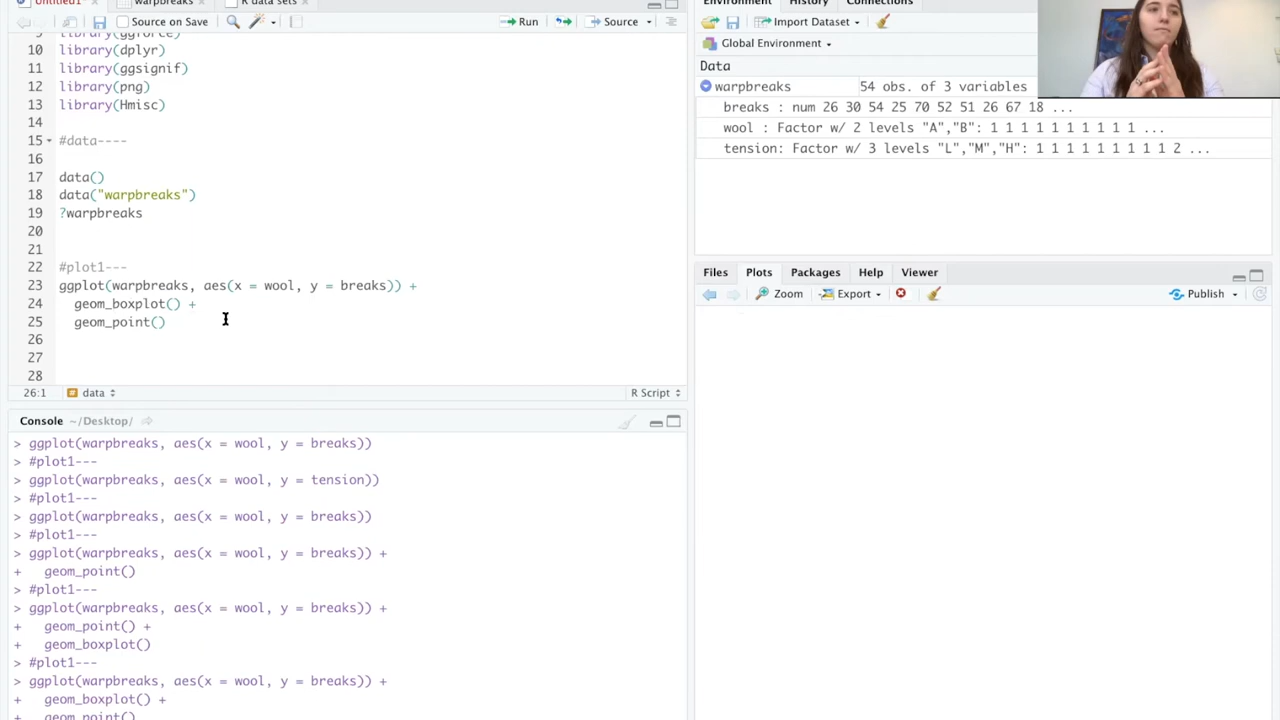 Untitled1*
warpbreaks
R data sets
Source on Save
Run
Source
9 library(ggforce)
10 library(dplyr)
11 library(ggsignif)
12 library(png)
13 library(Hmisc)
14
15 #data----
16
17 data()
18 data("warpbreaks")
19 ?warpbreaks
20
21
22 #plot1---
23 ggplot(warpbreaks, aes(x = wool, y = breaks)) +
24 geom_boxplot() +
25 geom_point()
26
27
28
26:1 # data R Script
Console ~/Desktop/
> ggplot(warpbreaks, aes(x = wool, y = breaks))
> #plot1---
> ggplot(warpbreaks, aes(x = wool, y = tension))
> #plot1---
> ggplot(warpbreaks, aes(x = wool, y = breaks))
> #plot1---
> ggplot(warpbreaks, aes(x = wool, y = breaks)) +
+ geom_point()
> #plot1---
> ggplot(warpbreaks, aes(x = wool, y = breaks)) +
+ geom_point() +
+ geom_boxplot()
> #plot1---
> ggplot(warpbreaks, aes(x = wool, y = breaks)) +
+ geom_boxplot() +
+ geom_point()
Environment History Connections
Import Dataset
Global Environment
Data
warpbreaks 54 obs. of 3 variables
breaks : num 26 30 54 25 70 52 51 26 67 18 ...
wool : Factor w/ 2 levels "A","B": 1 1 1 1 1 1 1 1 1 1 ...
tension: Factor w/ 3 levels "L","M","H": 1 1 1 1 1 1 1 1 1 2 ...
Files Plots Packages Help Viewer
Zoom Export Publish